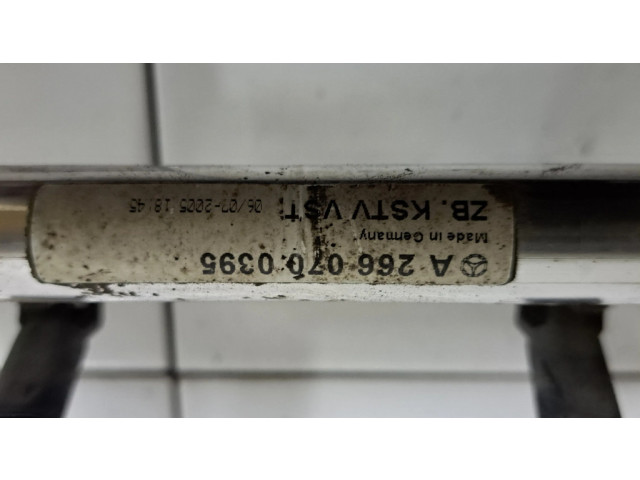 A 266 070 0395
Made in Germany
ZB. KSTV VST.
06/07-2005 18:45